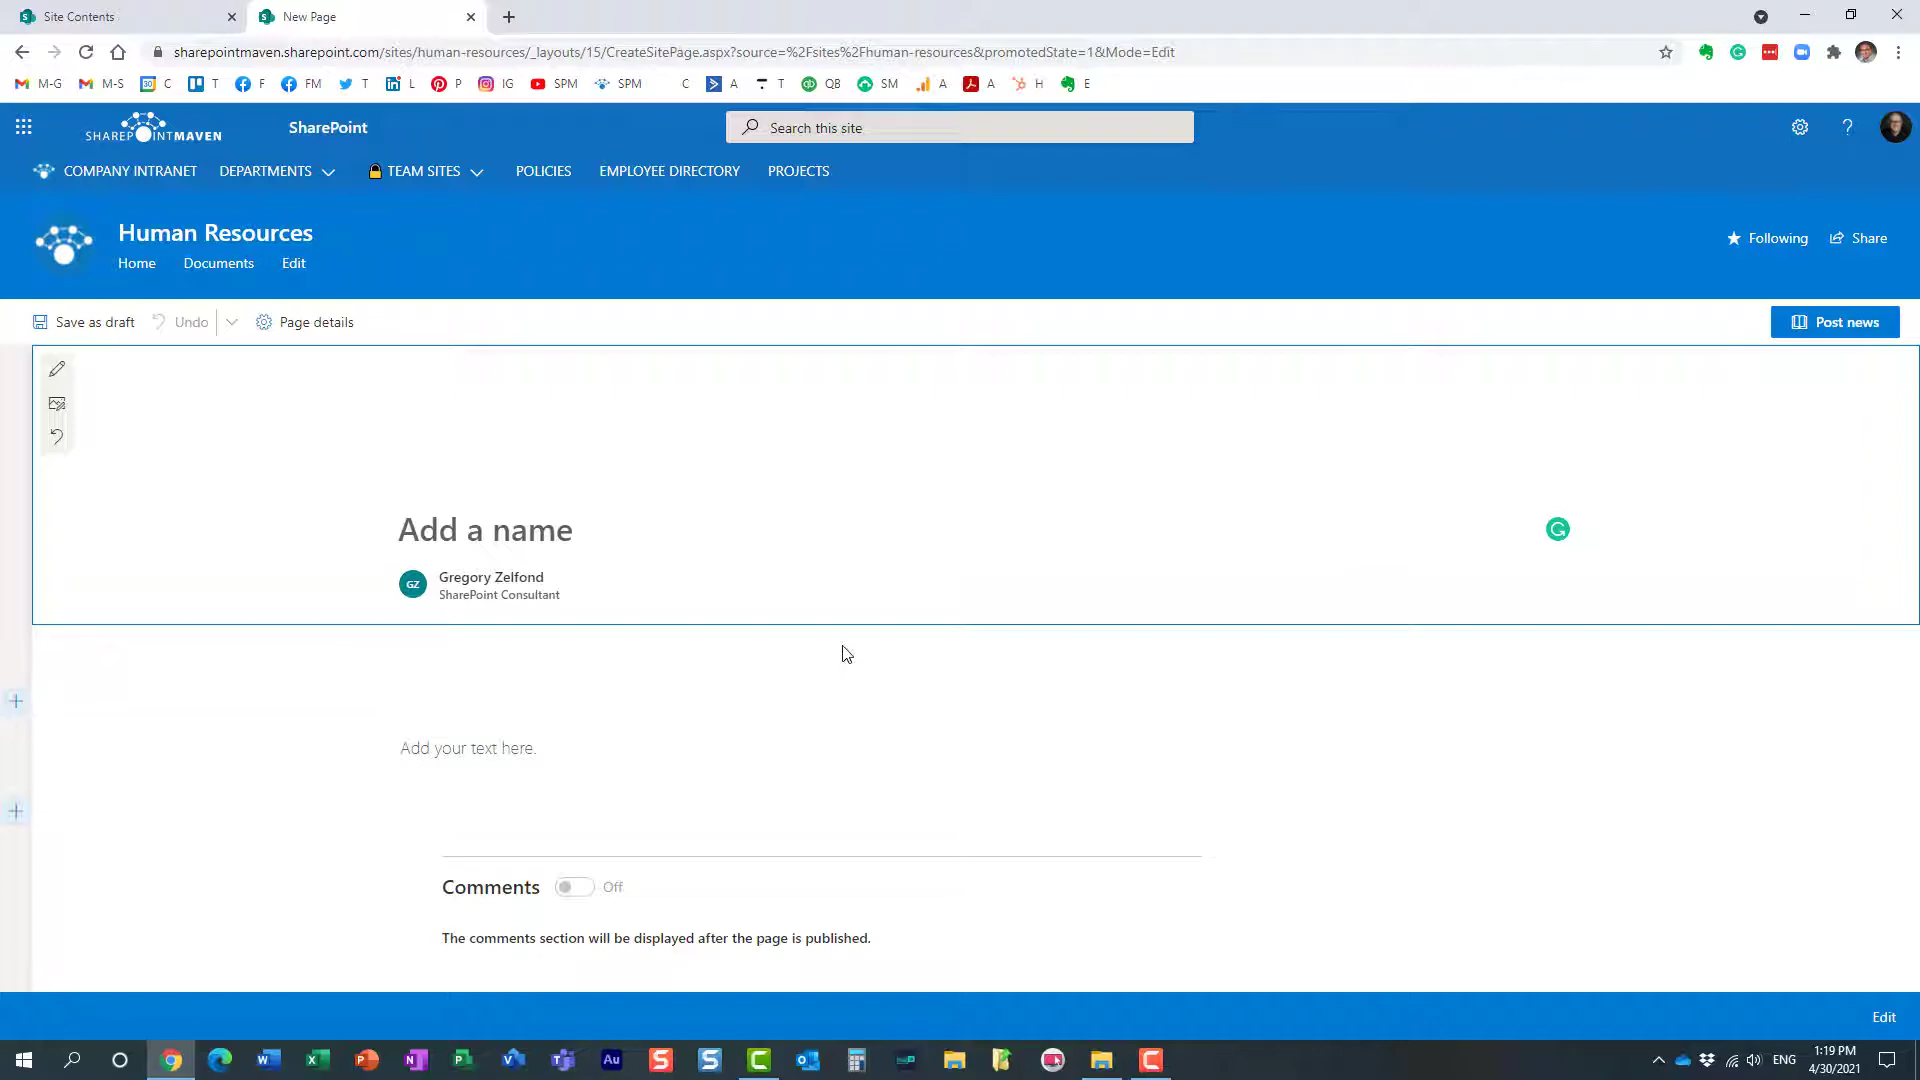 Site Contents
New Page
sharepointmaven.sharepoint.com/sites/human-resources/_layouts/15/CreateSitePage.aspx?source=%2Fsites%2Fhuman-resources&promotedState=1&Mode=Edit
M-G M-S 30 C T F FM T L P IG SPM SPM C A T QB SM A A H E
SHAREPOINTMAVEN
SharePoint
Search this site
COMPANY INTRANET DEPARTMENTS TEAM SITES POLICIES EMPLOYEE DIRECTORY PROJECTS
Human Resources
Home Documents Edit
Following Share
Save as draft Undo Page details
Post news
Add a name
GZ
Gregory Zelfond
SharePoint Consultant
Add your text here.
Comments Off
The comments section will be displayed after the page is published.
Edit
ENG
1:19 PM
4/30/2021